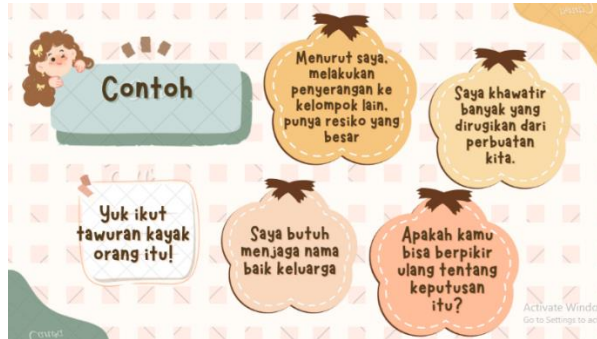 Contoh
Menurut saya,
melakukan
penyerangan ke
kelompok lain,
punya resiko yang
besar
Saya khawatir
banyak yang
dirugikan dari
perbuatan
kita.
Yuk ikut
tawuran kayak
orang itu!
Saya butuh
menjaga nama
baik keluarga
Apakah kamu
bisa berpikir
ulang tentang
keputusan
itu?
Activate Windo
Go to Settings to ac